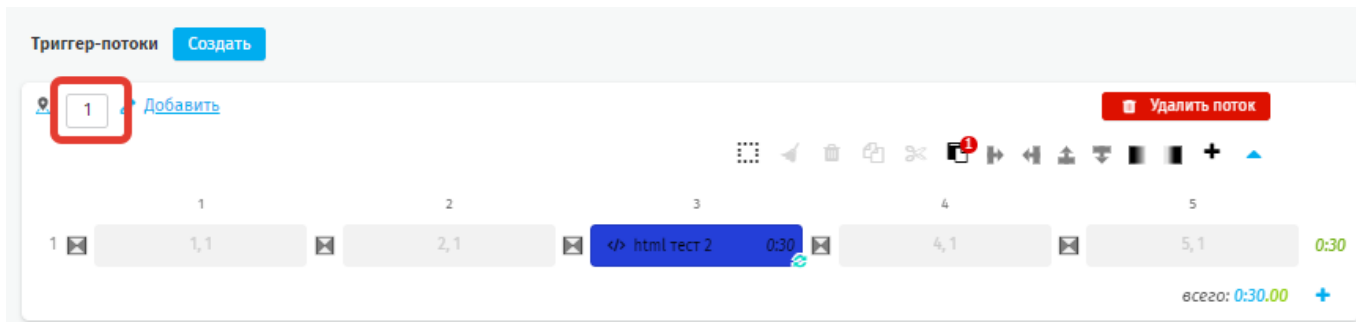 Триггер-потоки Создать
1 Добавить Удалить поток
1
1 2 3 4 5
1 1, 1 2, 1 </> html тест 2 0:30 4, 1 5, 1 0:30
всего: 0:30.00